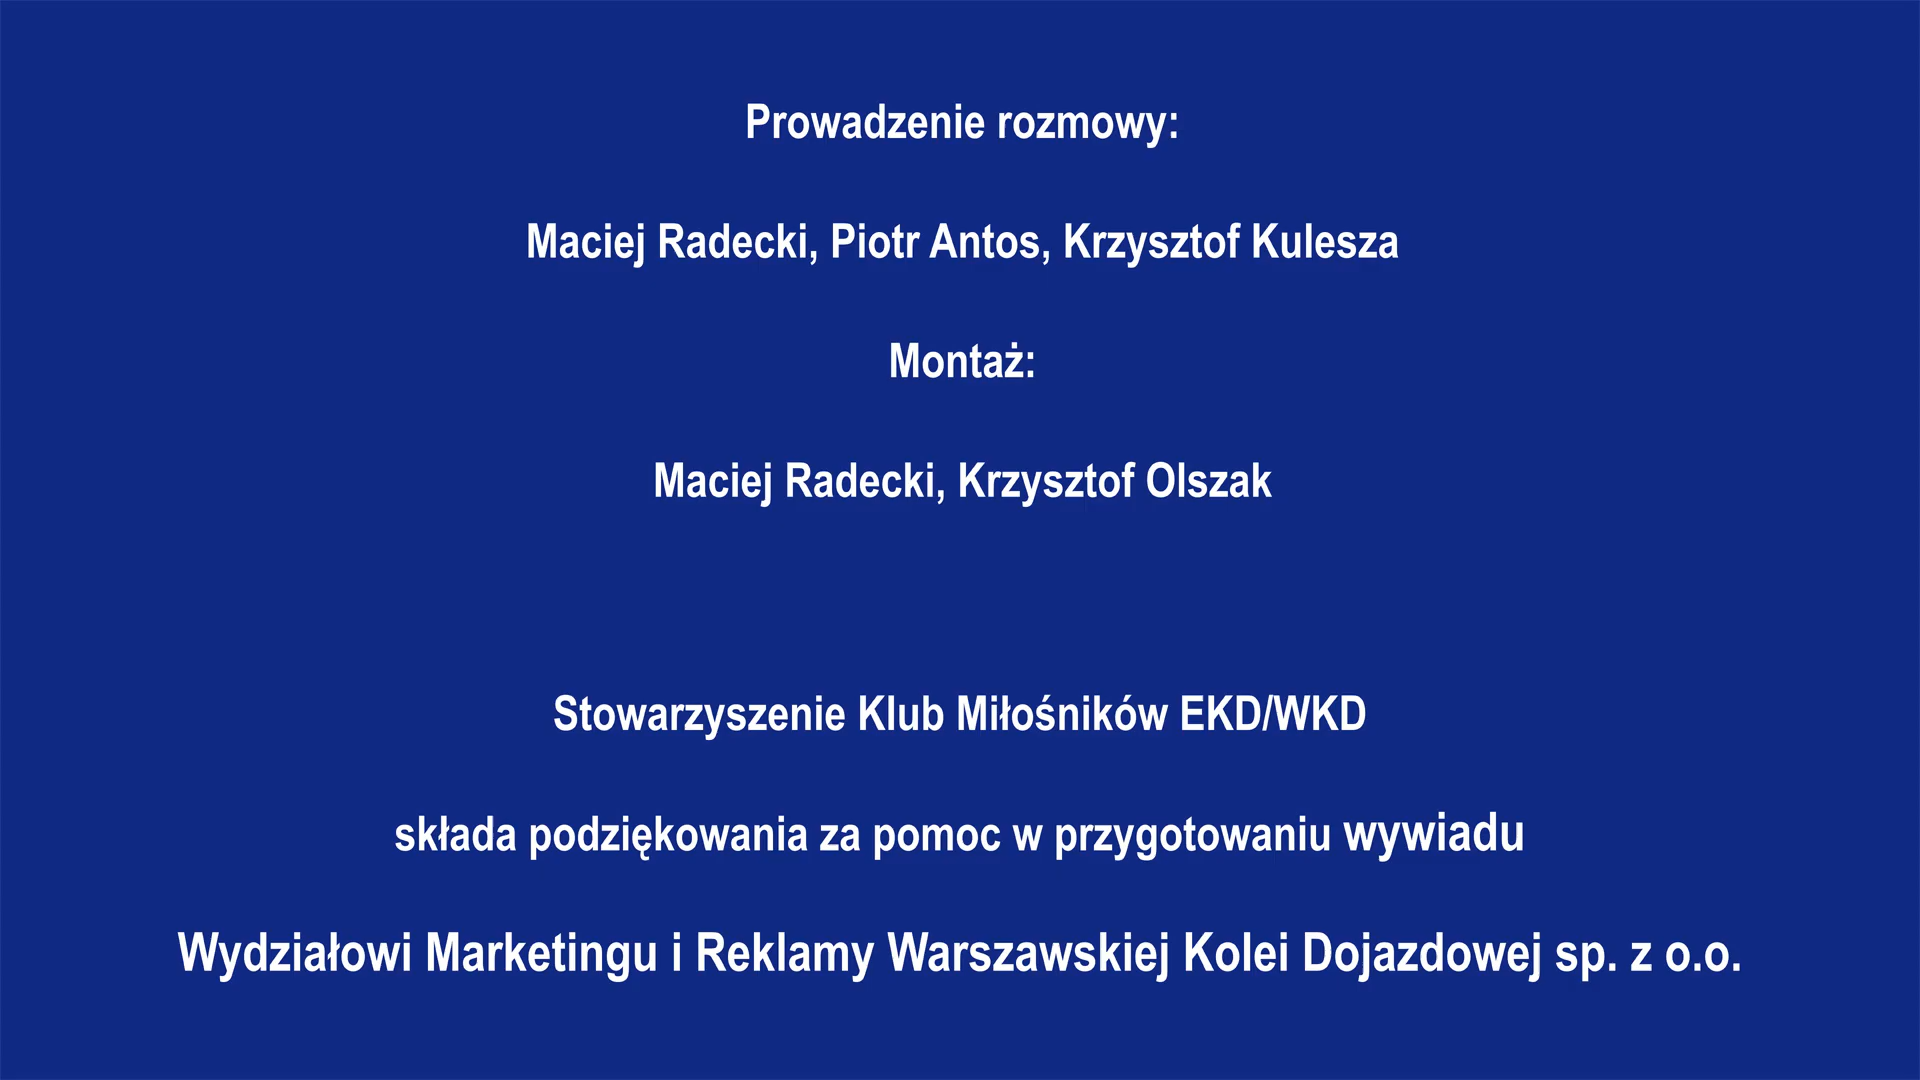 Prowadzenie rozmowy:
Maciej Radecki, Piotr Antos, Krzysztof Kulesza
Montaż:
Maciej Radecki, Krzysztof Olszak
Stowarzyszenie Klub Miłośników EKD/WKD
składa podziękowania za pomoc w przygotowaniu wywiadu
Wydziałowi Marketingu i Reklamy Warszawskiej Kolei Dojazdowej sp. z o.o.